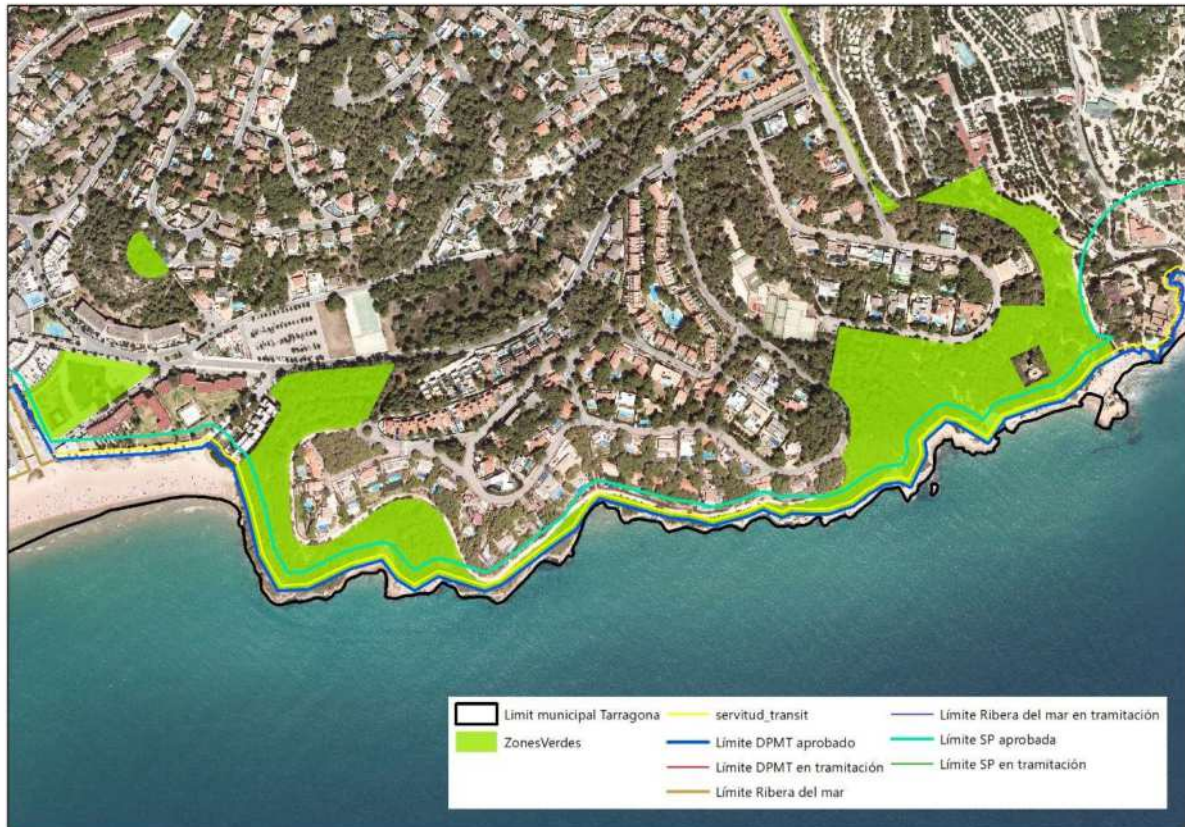 Limit municipal Tarragona
ZonesVerdes
servitud_transit
Límite DPMT aprobado
Límite DPMT en tramitación
Límite Ribera del mar
Límite Ribera del mar en tramitación
Límite SP aprobada
Límite SP en tramitación